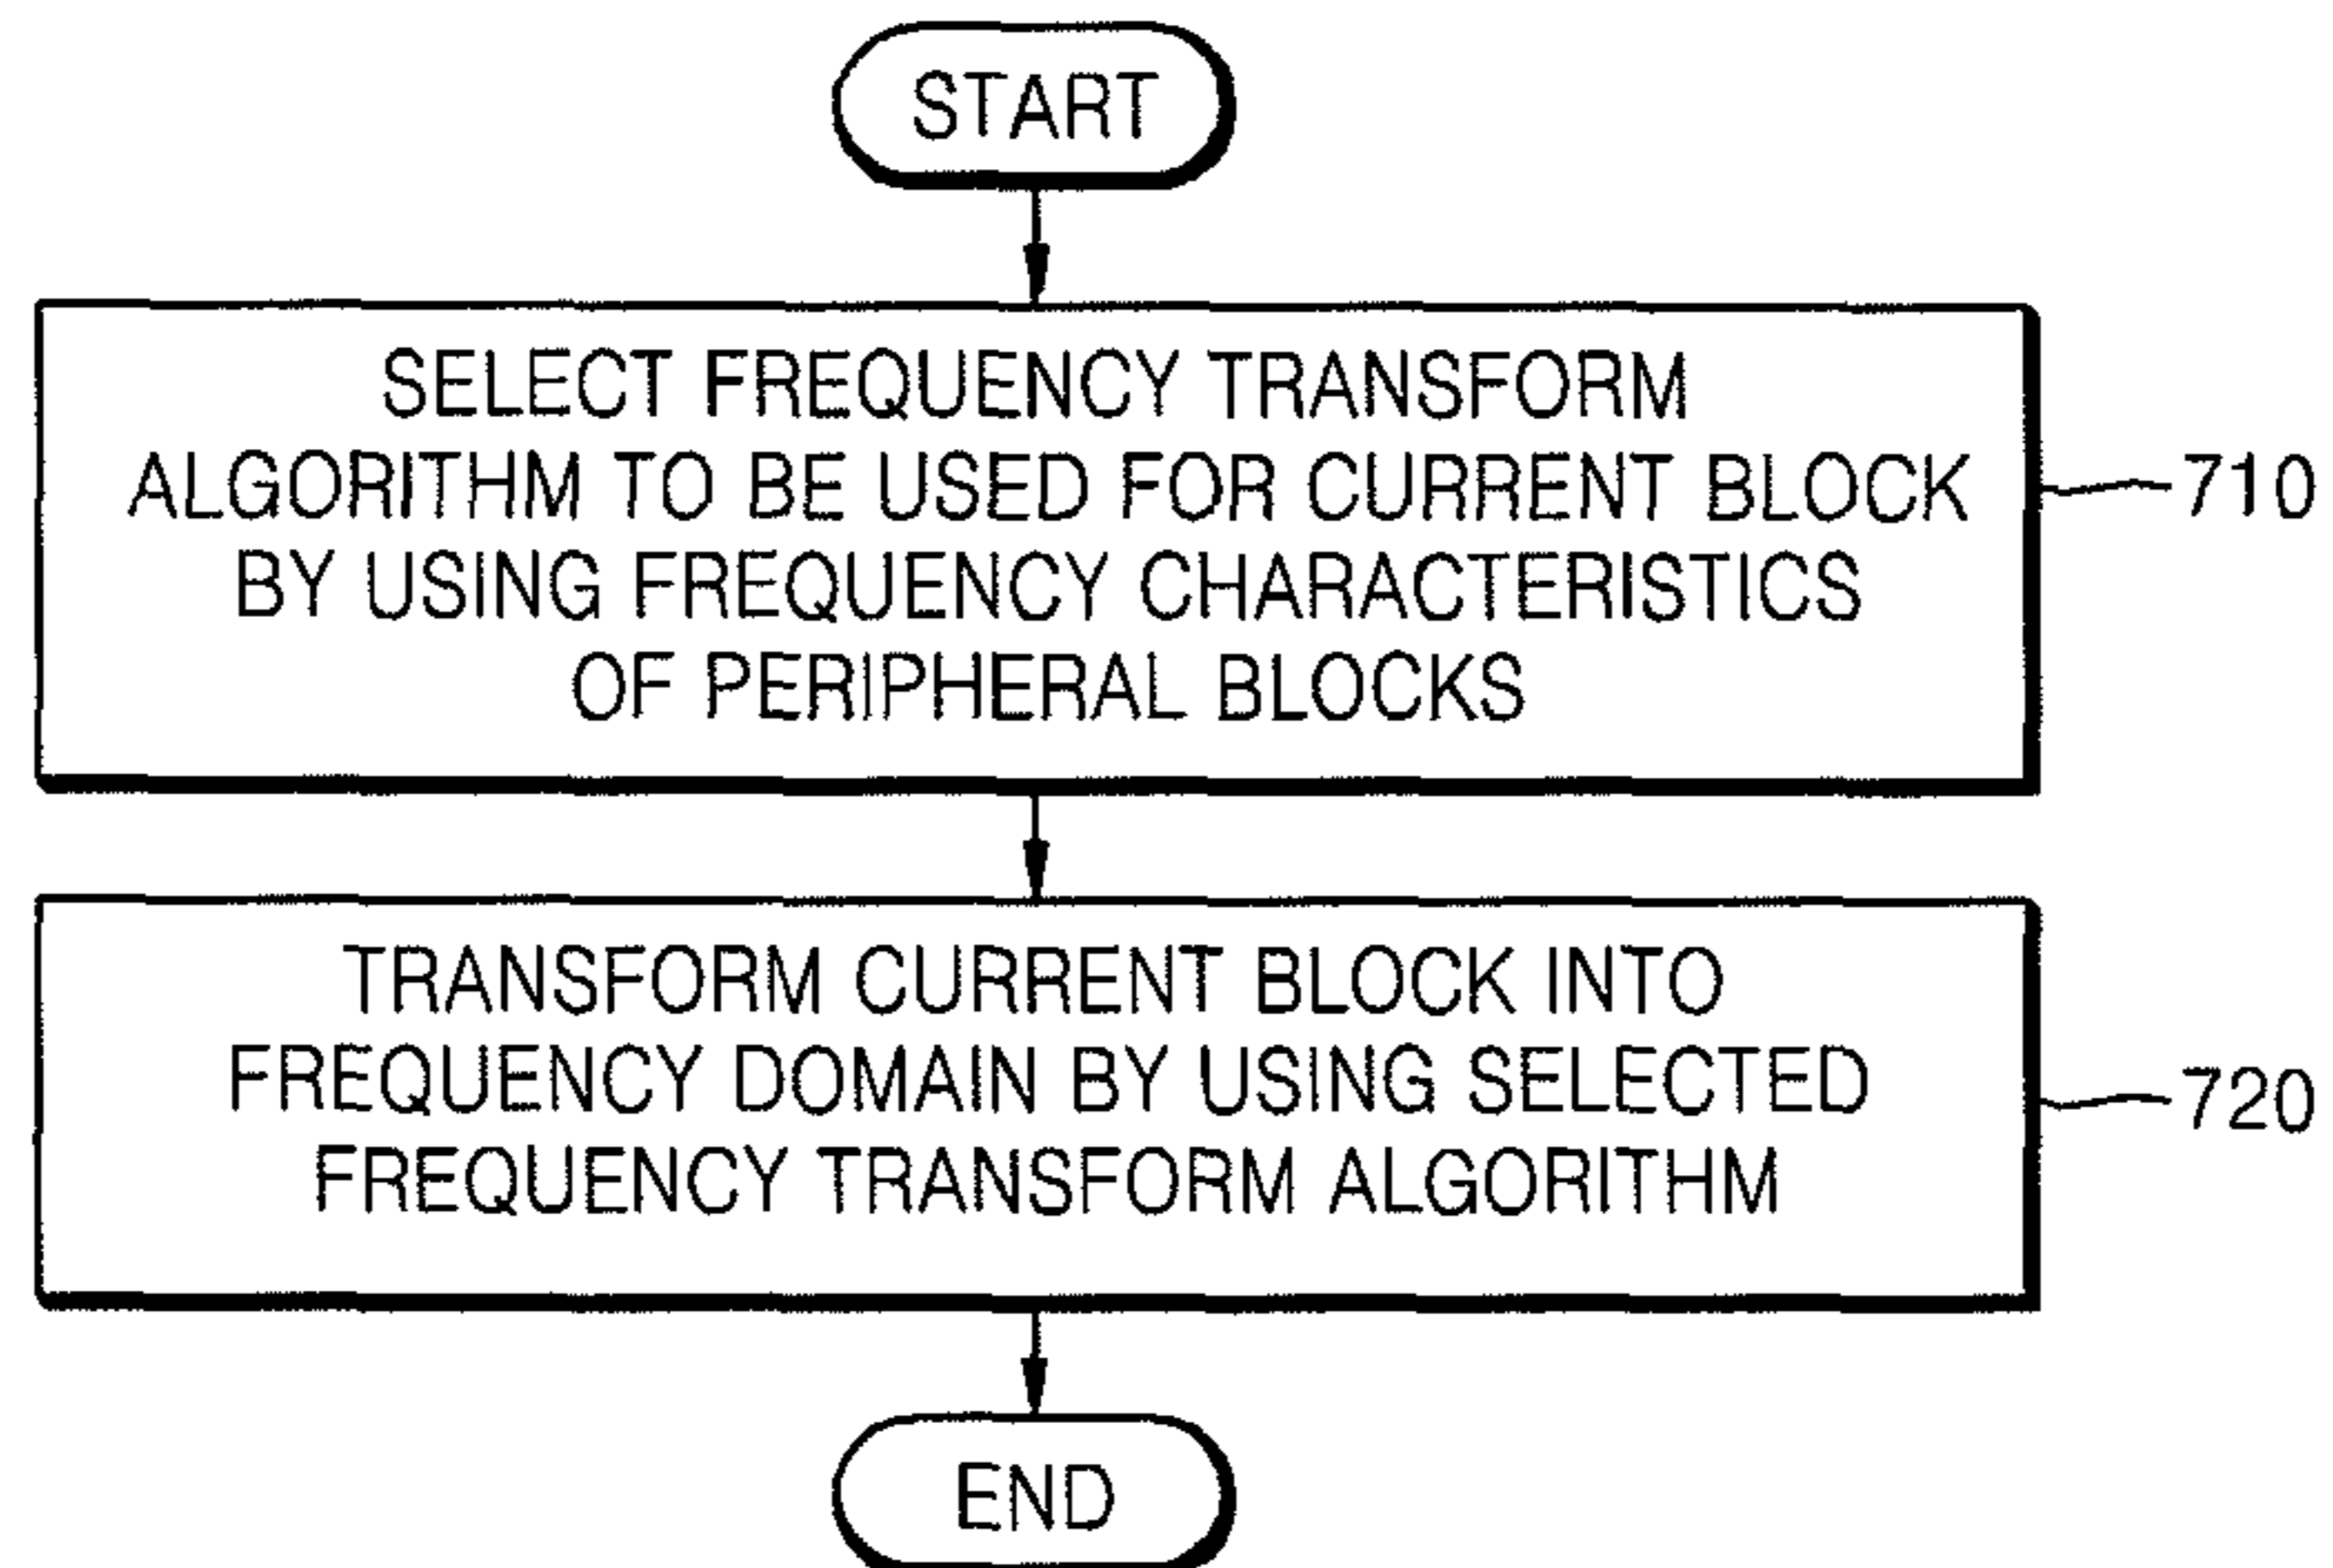 START
SELECT FREQUENCY TRANSFORM
ALGORITHM TO BE USED FOR CURRENT BLOCK
BY USING FREQUENCY CHARACTERISTICS
OF PERIPHERAL BLOCKS
710
TRANSFORM CURRENT BLOCK INTO
FREQUENCY DOMAIN BY USING SELECTED
FREQUENCY TRANSFORM ALGORITHM
720
END